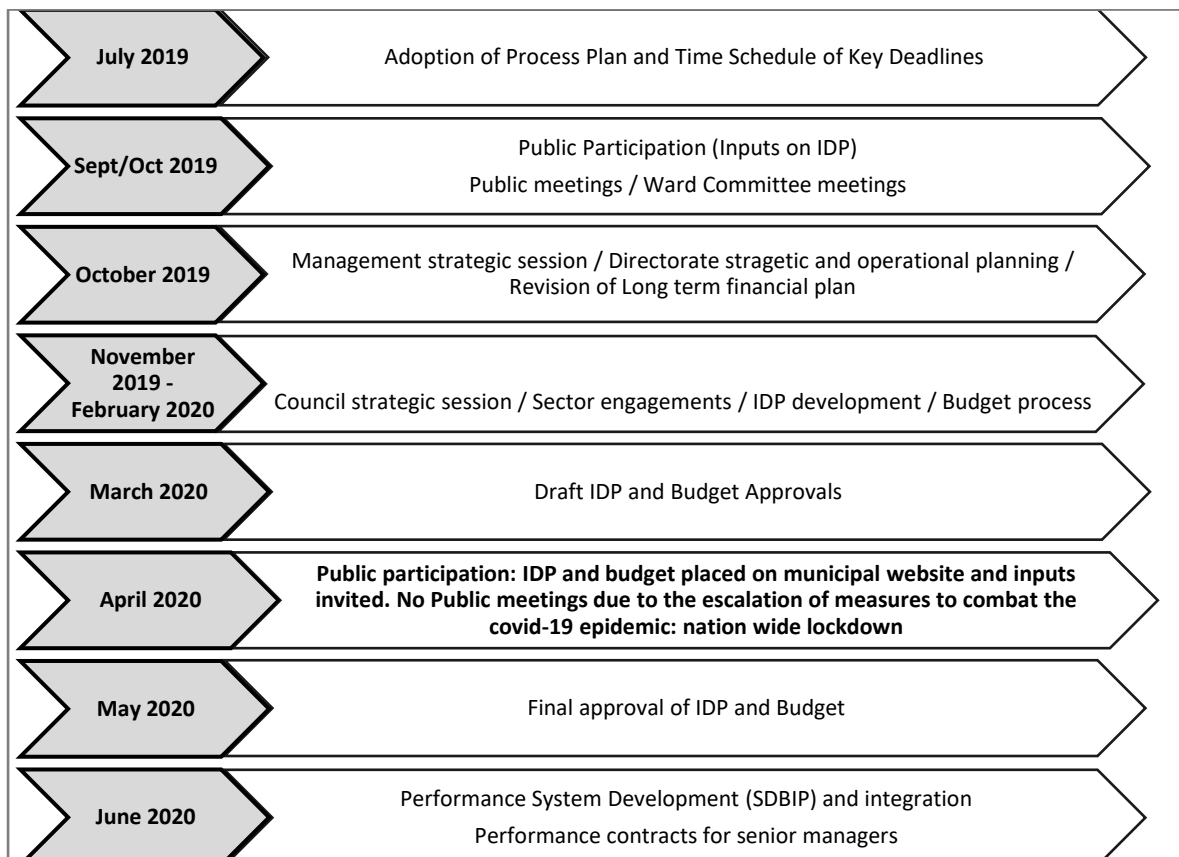 July 2019
Adoption of Process Plan and Time Schedule of Key Deadlines
Sept/Oct 2019
Public Participation (Inputs on IDP)
Public meetings / Ward Committee meetings
October 2019
Management strategic session / Directorate stragetic and operational planning /
Revision of Long term financial plan
November
2019 -
February 2020
Council strategic session / Sector engagements / IDP development / Budget process
March 2020
Draft IDP and Budget Approvals
April 2020
Public participation: IDP and budget placed on municipal website and inputs
invited. No Public meetings due to the escalation of measures to combat the
covid-19 epidemic: nation wide lockdown
May 2020
Final approval of IDP and Budget
June 2020
Performance System Development (SDBIP) and integration
Performance contracts for senior managers